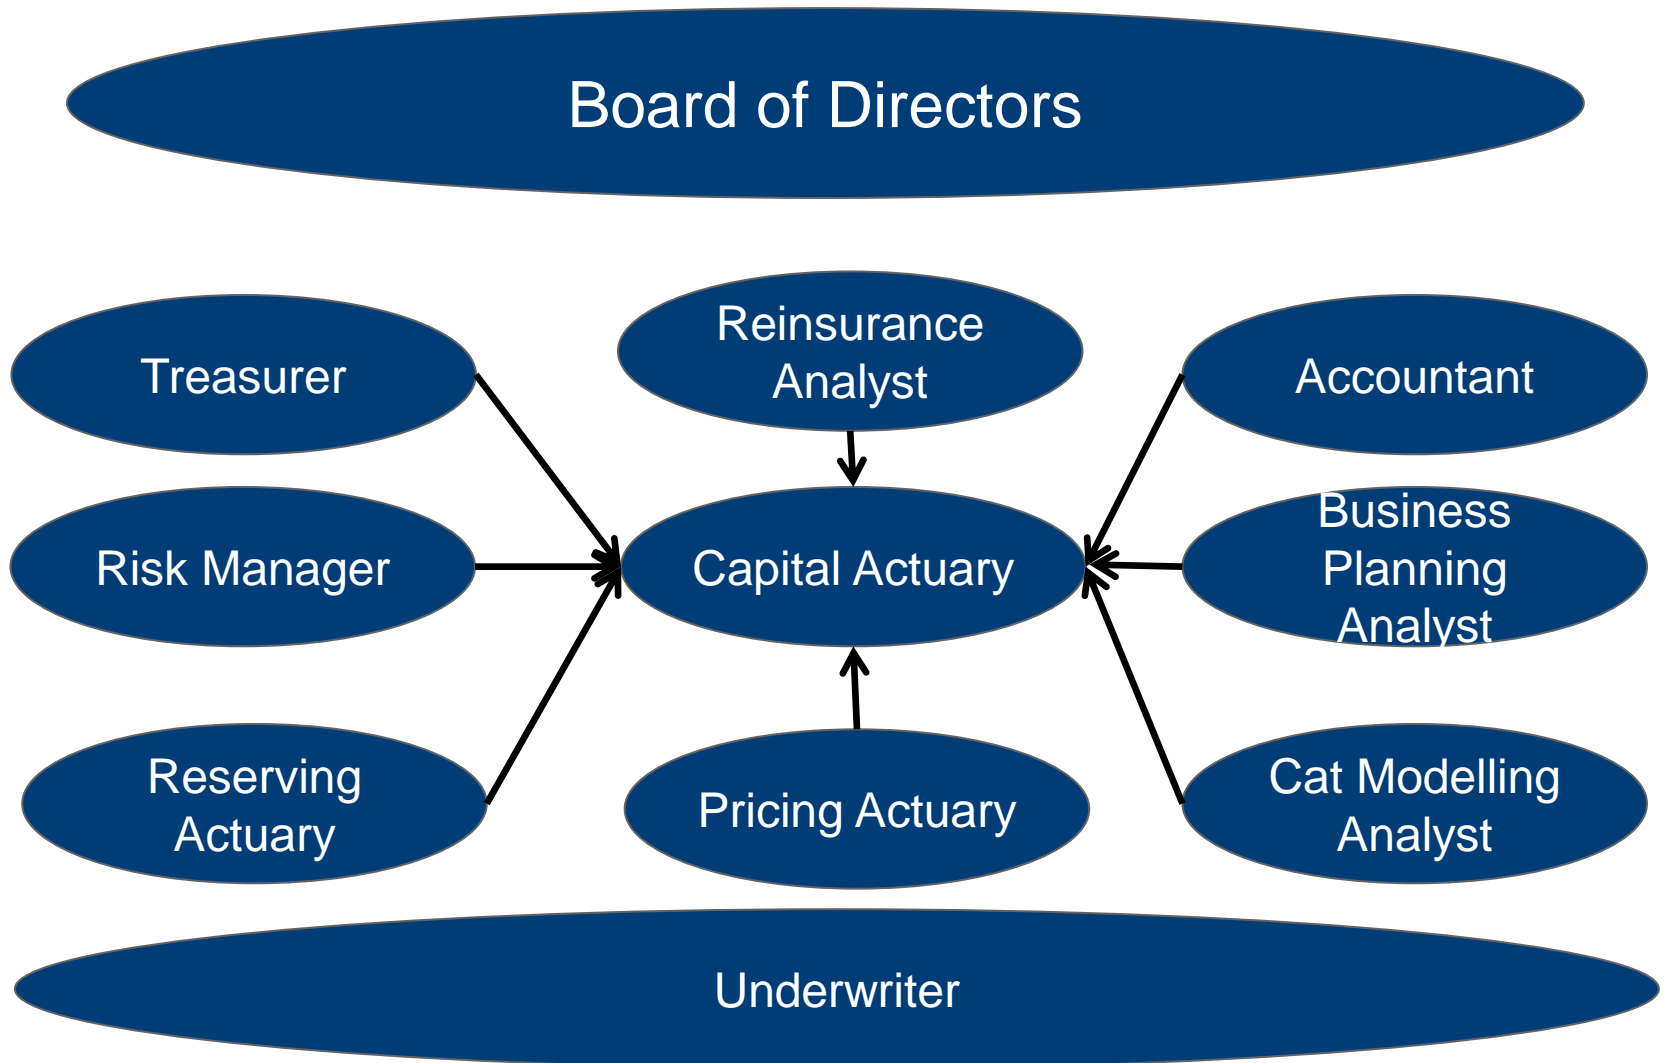 Board of Directors
Treasurer
Reinsurance
Analyst
Accountant
Risk Manager
Capital Actuary
Business
Planning
Analyst
Reserving
Actuary
Pricing Actuary
Cat Modelling
Analyst
Underwriter